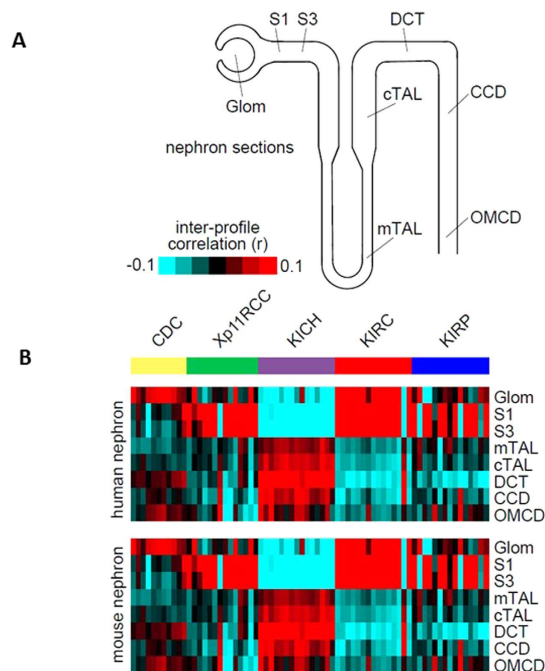 A
S1 S3 DCT
Glom
cTAL
CCD
nephron sections
mTAL
OMCD
inter-profile
correlation (r)
-0.1 0.1
B
CDC Xp11RCC KICH KIRC KIRP
human nephron
Glom
S1
S3
mTAL
cTAL
DCT
CCD
OMCD
mouse nephron
Glom
S1
S3
mTAL
cTAL
DCT
CCD
OMCD